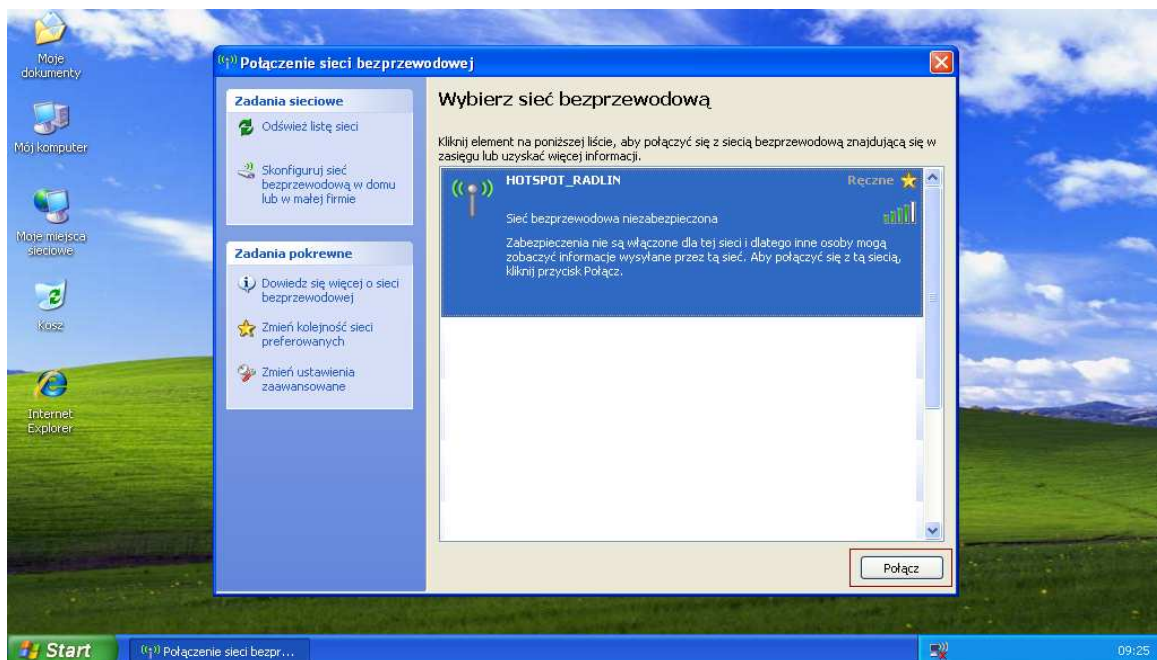 Moje
dokumenty
Mój komputer
Moje miejsca
sieciowe
Kosz
Internet
Explorer
Połączenie sieci bezprzewodowej
Zadania sieciowe
Odśwież listę sieci
Skonfiguruj sieć
bezprzewodową w domu
lub w małej firmie
Zadania pokrewne
Dowiedz się więcej o sieci
bezprzewodowej
Zmień kolejność sieci
preferowanych
Zmień ustawienia
zaawansowane
Wybierz sieć bezprzewodową
Kliknij element na poniższej liście, aby połączyć się z siecią bezprzewodową znajdującą się w
zasięgu lub uzyskać więcej informacji.
HOTSPOT_RADLIN
Ręczne
Sieć bezprzewodowa niezabezpieczona
Zabezpieczenia nie są włączone dla tej sieci i dlatego inne osoby mogą
zobaczyć informacje wysyłane przez tą sieć. Aby połączyć się z tą siecią,
kliknij przycisk Połącz.
Połącz
Start
Połączenie sieci bezpr...
09:25